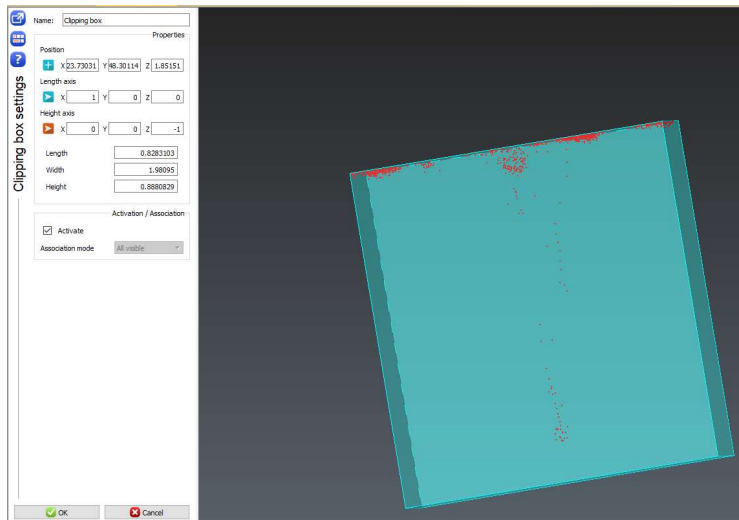 Clipping box settings
Name: Clipping box
Properties
Position
X 23.73031 Y 48.30114 Z 1.85151
Length axis
X 1 Y 0 Z 0
Height axis
X 0 Y 0 Z -1
Length 0.8283103
Width 1.98095
Height 0.8880829
Activation / Association
Activate
Association mode All visible
OK Cancel